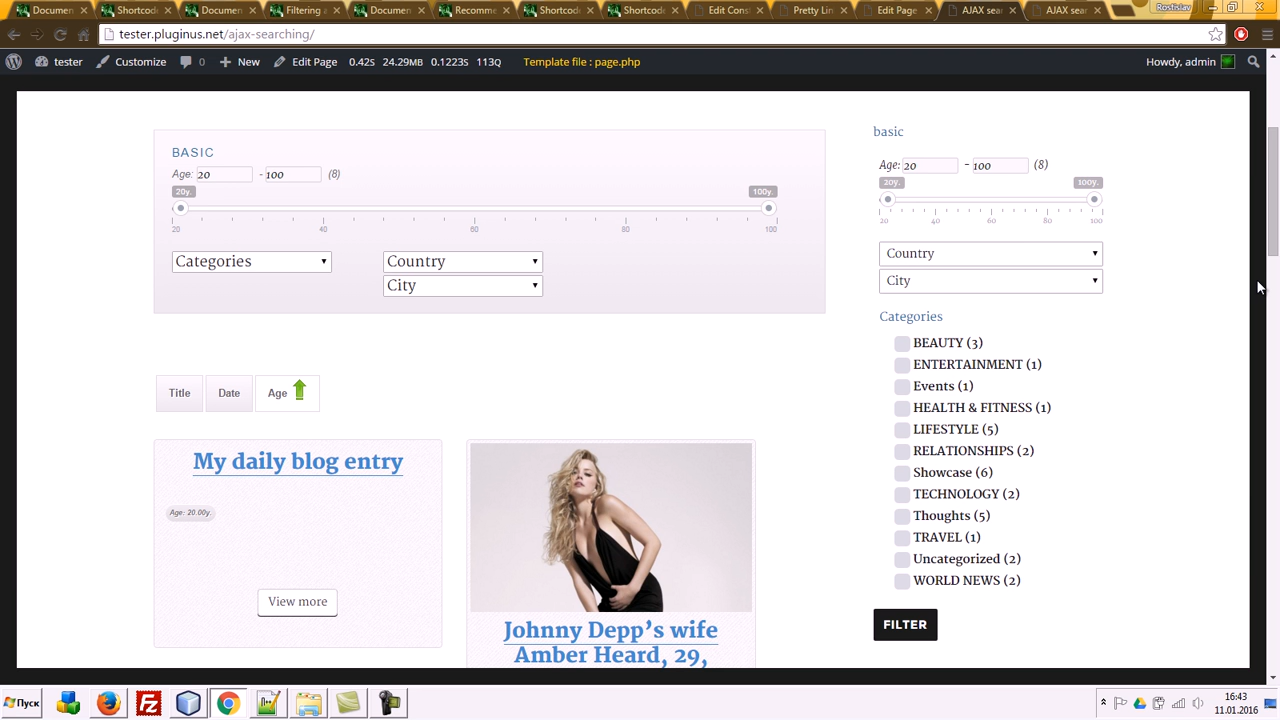 Documen
Shortcod
Documen
Filtering a
Documen
Recomme
Shortcod
Shortcod
Edit Cons
Pretty Lin
Edit Page
AJAX sea
AJAX sea
Rostislav
tester.pluginus.net/ajax-searching/
tester Customize 0 New Edit Page 0.42S 24.29MB 0.1223S 113Q Template file : page.php Howdy, admin
BASIC
Age: 20 - 100 (8)
20y. 100y.
20 40 60 80 100
Categories Country
City
basic
Age: 20 - 100 (8)
20y. 100y.
20 40 60 80 100
Country
City
Categories
BEAUTY (3)
ENTERTAINMENT (1)
Events (1)
HEALTH & FITNESS (1)
LIFESTYLE (5)
RELATIONSHIPS (2)
Showcase (6)
TECHNOLOGY (2)
Thoughts (5)
TRAVEL (1)
Uncategorized (2)
WORLD NEWS (2)
FILTER
Title Date Age
My daily blog entry
Age: 20.00y.
View more
Johnny Depp’s wife
Amber Heard, 29,
Пуск
16:43
11.01.2016